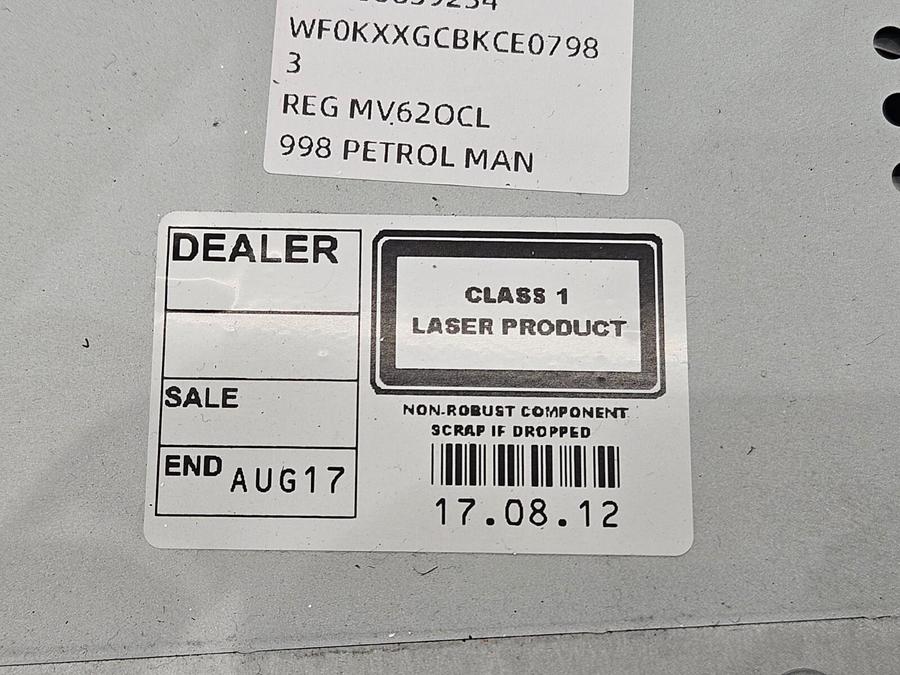 WF0KXXGCBKCE0798
3
REG MV62OCL
998 PETROL MAN
DEALER
SALE
END AUG17
CLASS 1
LASER PRODUCT
NON-ROBUST COMPONENT
SCRAP IF DROPPED
17.08.12